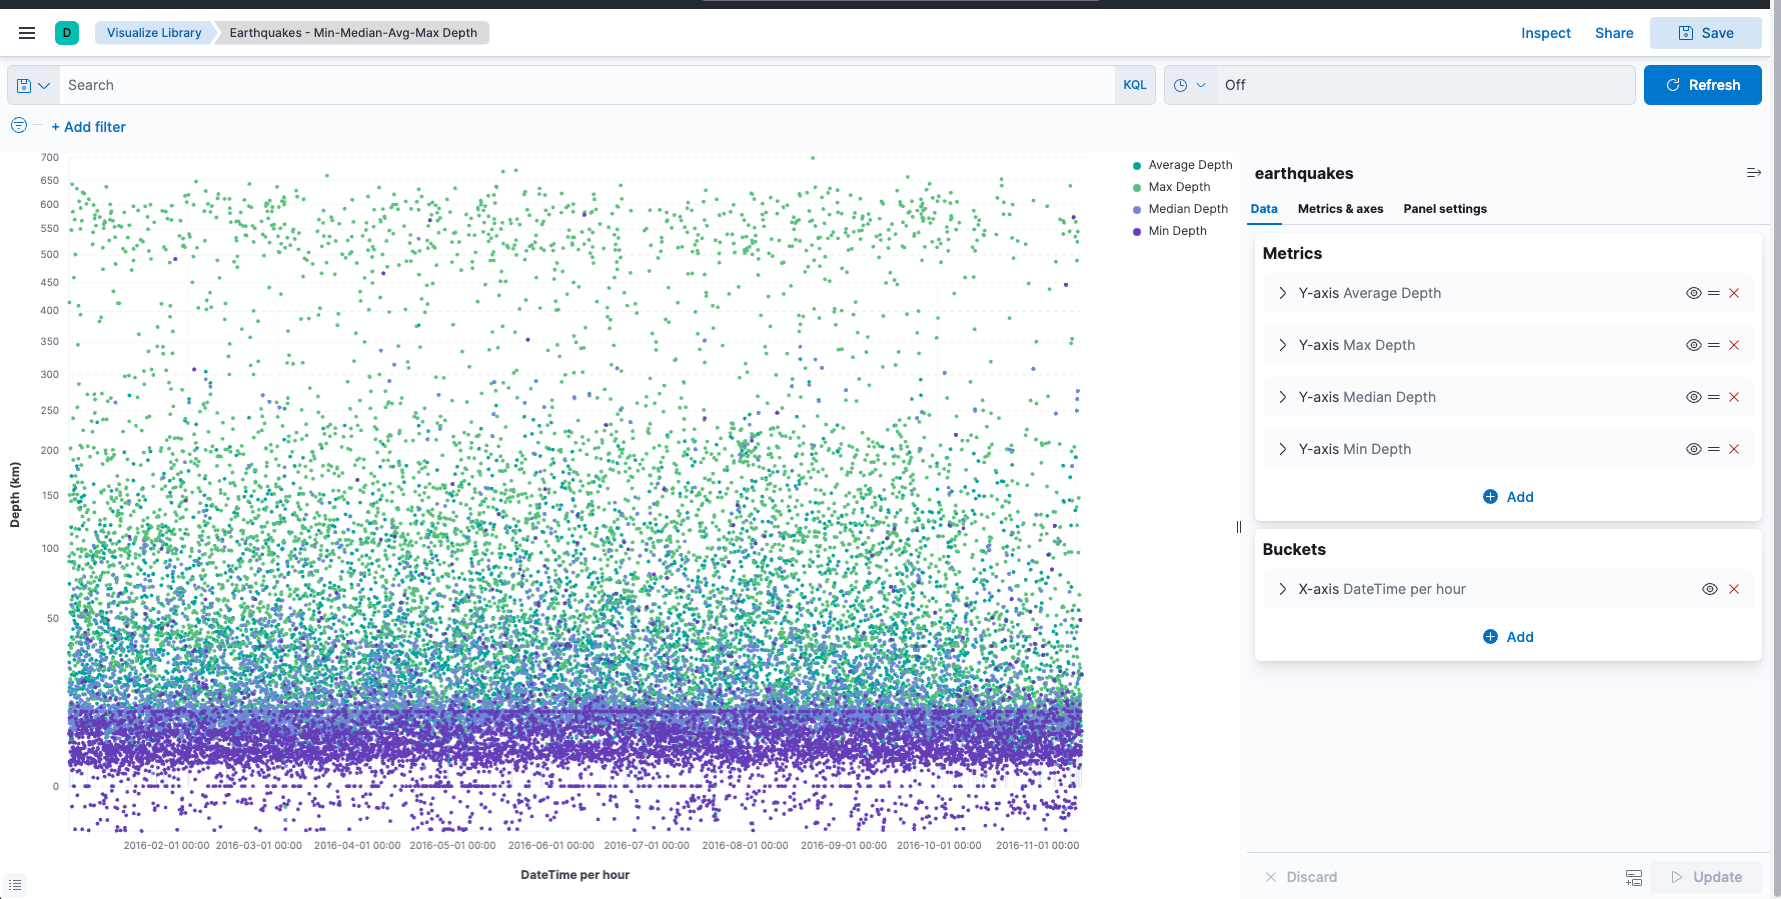 D Visualize Library Earthquakes - Min-Median-Avg-Max Depth Inspect Share Save
Search KQL Off Refresh
+ Add filter
700
650
600
550
500
450
400
350
300
250
200
150
100
50
0
Depth (km)
2016-02-01 00:00 2016-03-01 00:00 2016-04-01 00:00 2016-05-01 00:00 2016-06-01 00:00 2016-07-01 00:00 2016-08-01 00:00 2016-09-01 00:00 2016-10-01 00:00 2016-11-01 00:00
DateTime per hour
Average Depth
Max Depth
Median Depth
Min Depth
earthquakes
Data Metrics & axes Panel settings
Metrics
Y-axis Average Depth
Y-axis Max Depth
Y-axis Median Depth
Y-axis Min Depth
Add
Buckets
X-axis DateTime per hour
Add
Discard Update